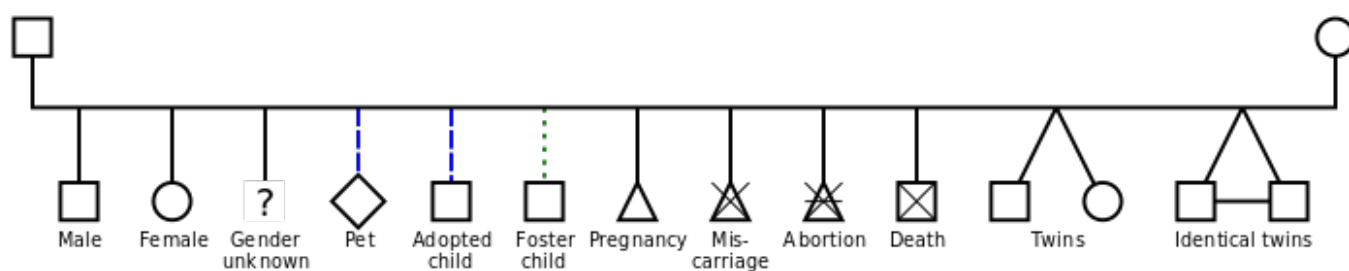 ?
Male
Female
Gender
unknown
Pet
Adopted
child
Foster
child
Pregnancy
Mis-
carriage
Abortion
Death
Twins
Identical twins